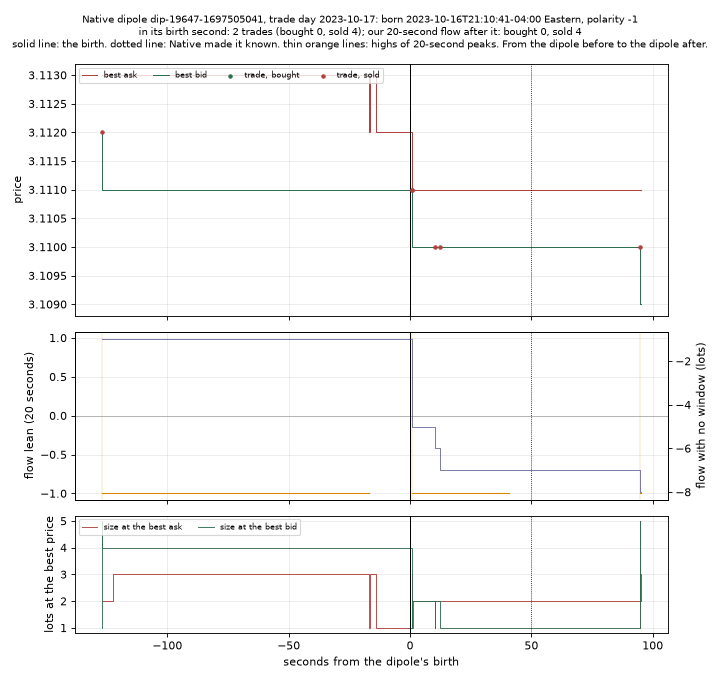 Native dipole dip-19647-1697505041, trade day 2023-10-17: born 2023-10-16T21:10:41-04:00 Eastern, polarity -1
in its birth second: 2 trades (bought 0, sold 4); our 20-second flow after it: bought 0, sold 4
solid line: the birth. dotted line: Native made it known. thin orange lines: highs of 20-second peaks. From the dipole before to the dipole after.
best ask best bid trade, bought trade, sold
3.1130
3.1125
3.1120
3.1115
3.1110
3.1105
3.1100
3.1095
3.1090
price
1.0
0.5
0.0
−0.5
−1.0
flow lean (20 seconds)
−2
−4
−6
−8
flow with no window (lots)
size at the best ask size at the best bid
5
4
3
2
1
lots at the best price
−100 −50 0 50 100
seconds from the dipole's birth